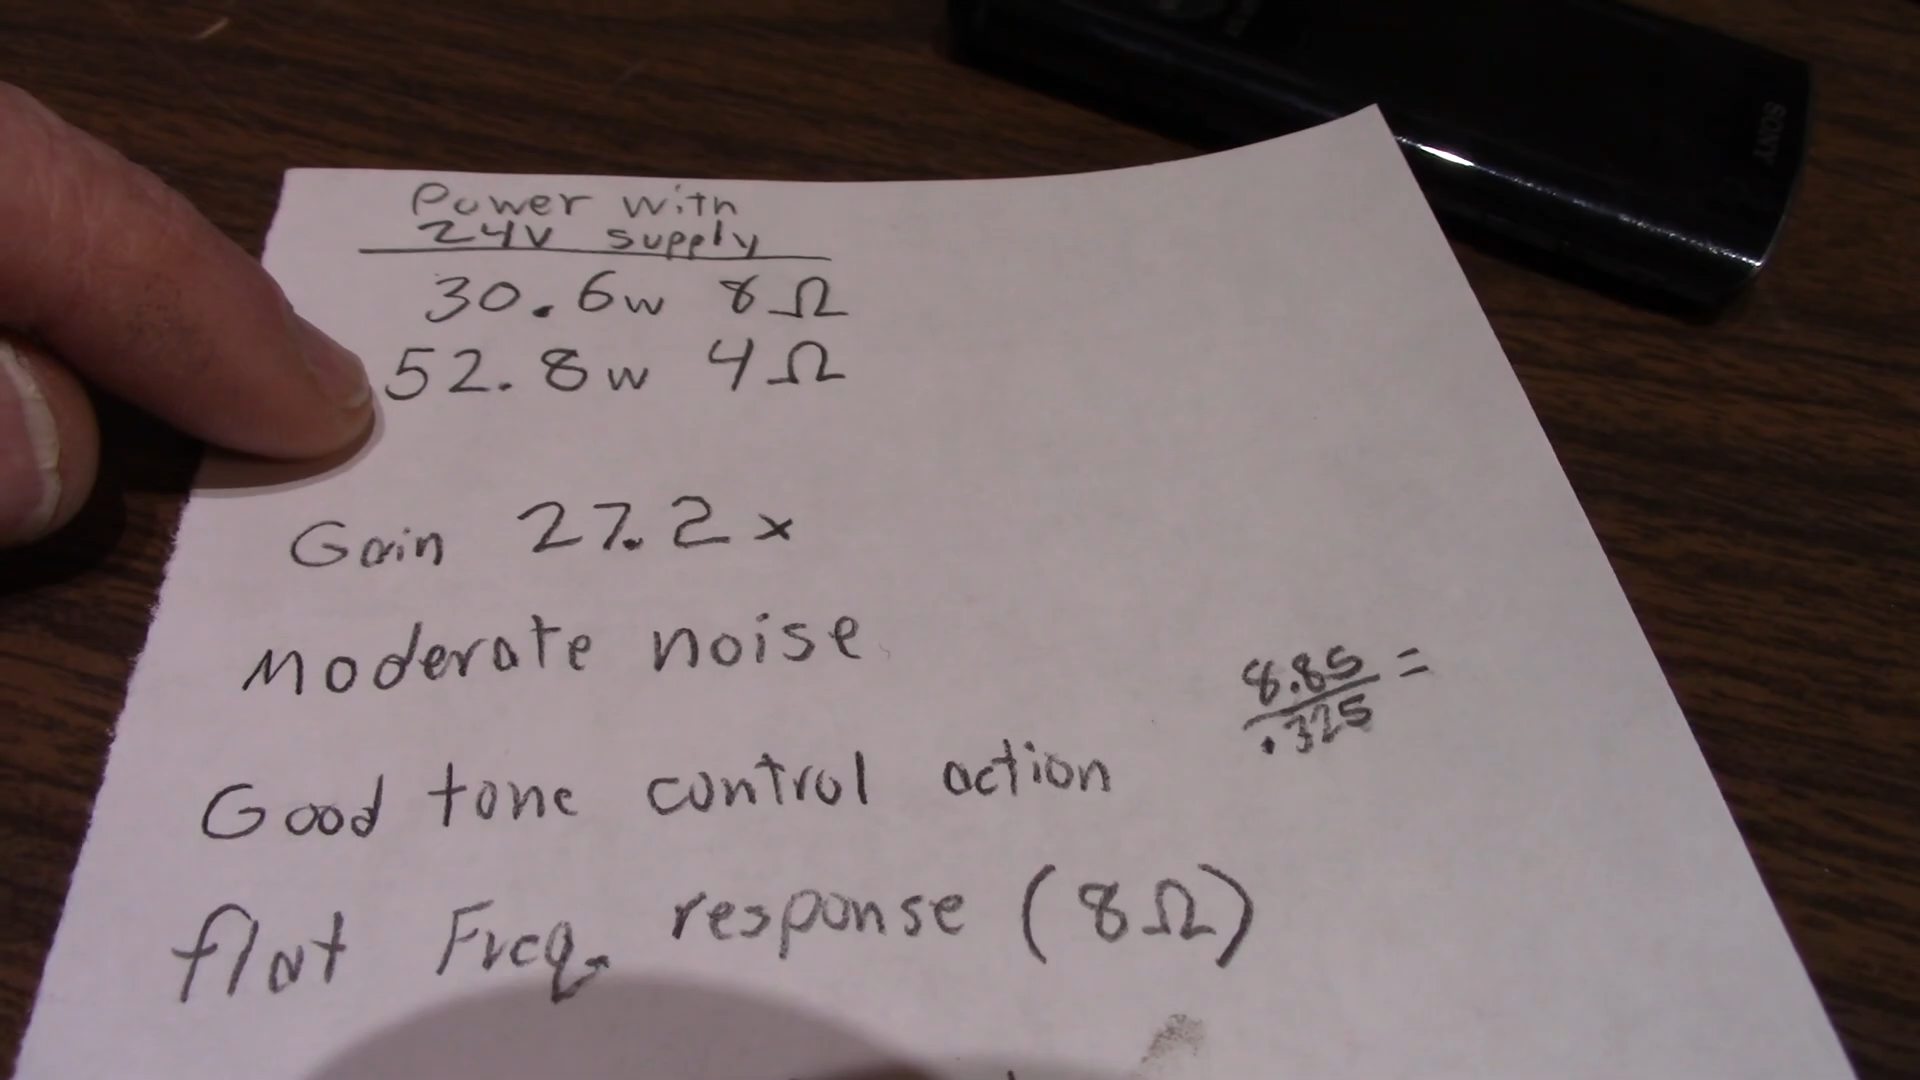 Power with
24V supply
30.6w 8Ω
52.8w 4Ω
Gain 27.2x
Moderate noise
8.85
.325 =
Good tone control action
flat Freq. response (8Ω)
SONY